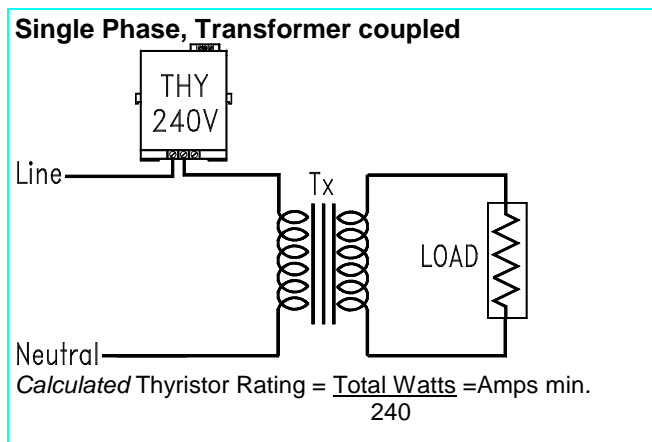 Single Phase, Transformer coupled
THY
240V
Line
Tx
LOAD
Neutral
Calculated Thyristor Rating = Total Watts =Amps min.
240